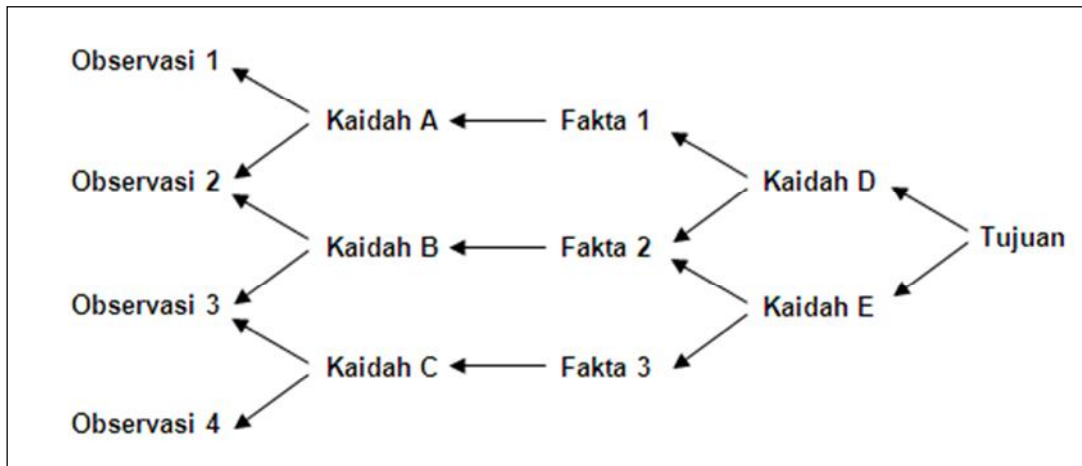 Observasi 1
Kaidah A
Fakta 1
Observasi 2
Kaidah D
Kaidah B
Fakta 2
Tujuan
Observasi 3
Kaidah E
Kaidah C
Fakta 3
Observasi 4